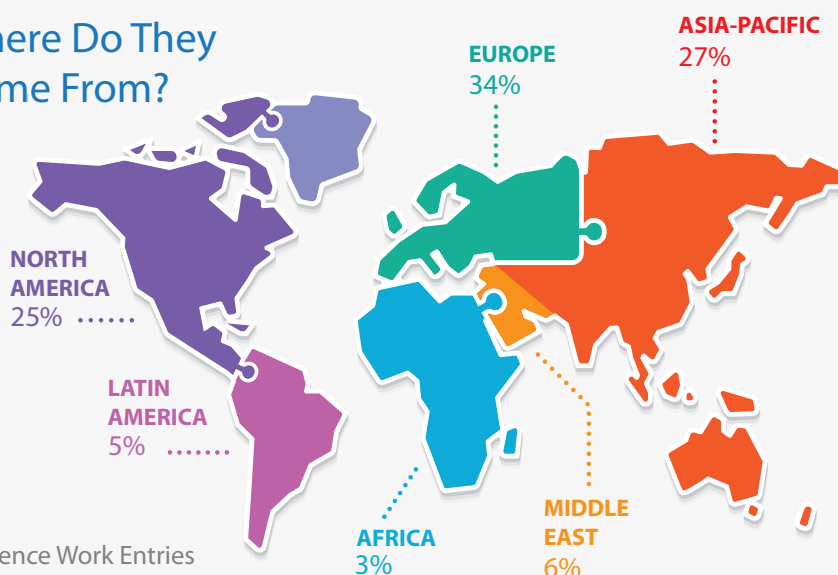 here Do They
me From?
EUROPE
34%
ASIA-PACIFIC
27%
NORTH
AMERICA
25%
LATIN
AMERICA
5%
AFRICA
3%
MIDDLE
EAST
6%
ence Work Entries